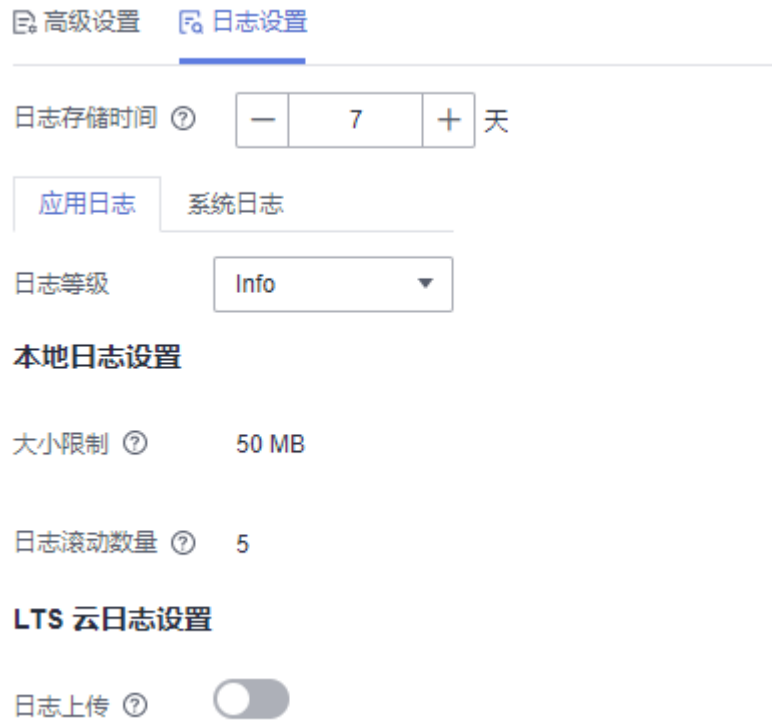 高级设置 日志设置
日志存储时间 7 天
应用日志 系统日志
日志等级 Info
本地日志设置
大小限制 50 MB
日志滚动数量 5
LTS 云日志设置
日志上传